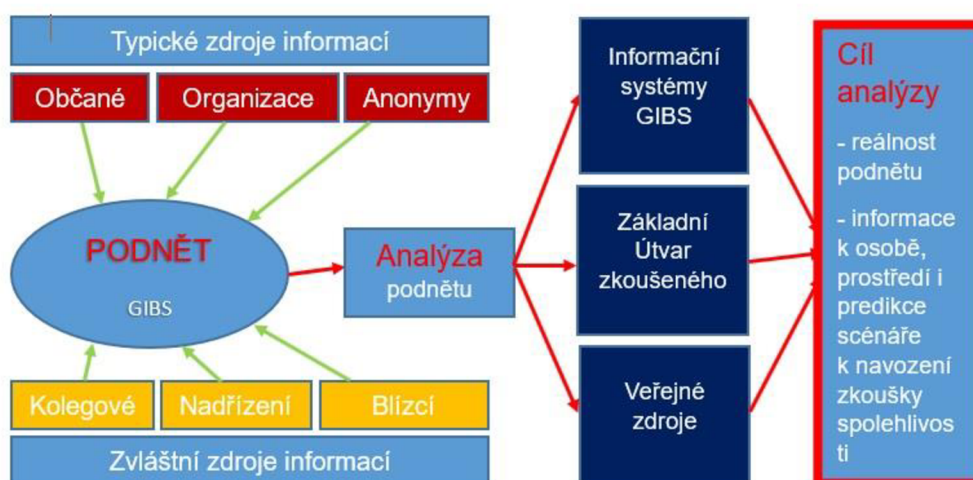 Typické zdroje informací
Občané
Organizace
Anonymy
PODNĚT
GIBS
Kolegové
Nadřízení
Blízcí
Zvláštní zdroje informací
Analýza
podnětu
Informační
systémy
GIBS
Základní
Útvar
zkoušeného
Veřejné
zdroje
Cíl
analýzy
- reálnost
podnětu
- informace
k osobě,
prostředí i
predikce
scénáře
k navození
zkoušky
spolehlivos
ti